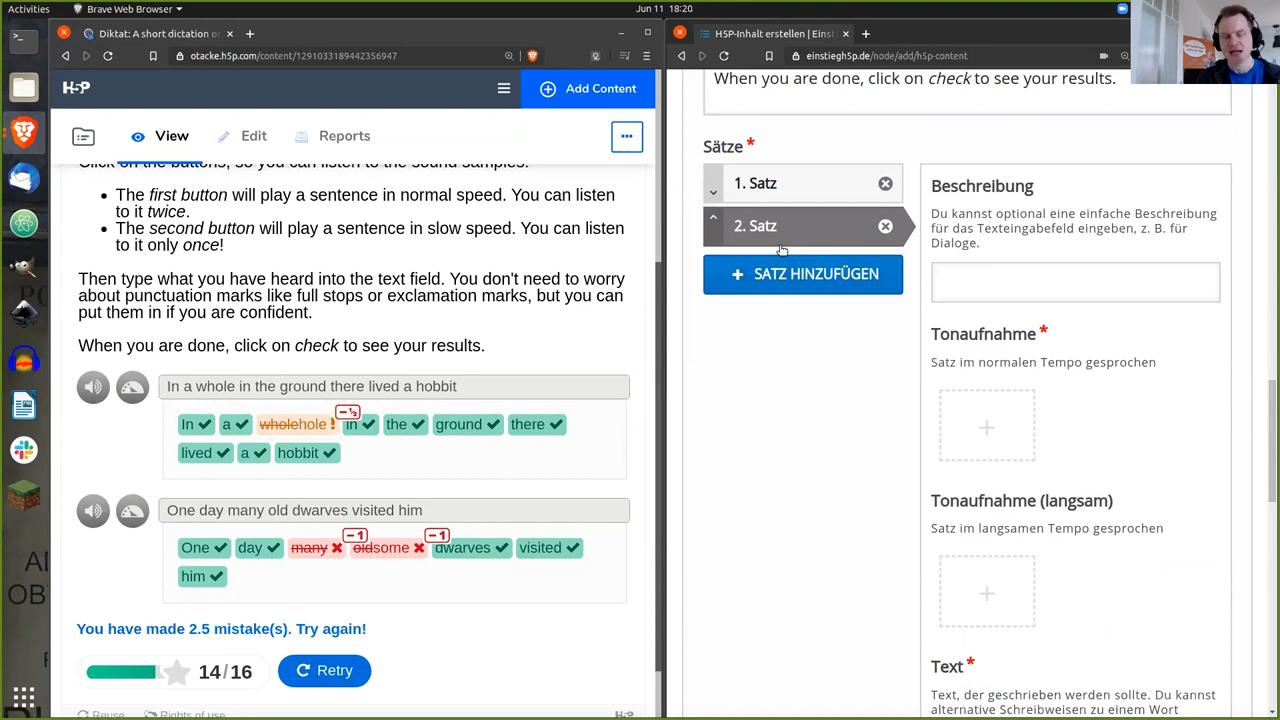 Activities
Brave Web Browser
Jun 11 18:20
Diktat: A short dictation o
otacke.h5p.com/content/1291033189442356947
H5P
Add Content
View
Edit
Reports
Click on the buttons, so you can listen to the sound samples.
• The first button will play a sentence in normal speed. You can listen
to it twice.
• The second button will play a sentence in slow speed. You can listen
to it only once!
Then type what you have heard into the text field. You don't need to worry
about punctuation marks like full stops or exclamation marks, but you can
put them in if you are confident.
When you are done, click on check to see your results.
In a whole in the ground there lived a hobbit
In a wholehole ! -½ in the ground there
lived a hobbit
One day many old dwarves visited him
One day many -1 oldsome -1 dwarves visited
him
You have made 2.5 mistake(s). Try again!
14/16
Retry
Reuse
Rights of use
H5P
H5P-Inhalt erstellen | Einst
einstiegh5p.de/node/add/h5p-content
When you are done, click on check to see your results.
Sätze *
1. Satz
2. Satz
+ SATZ HINZUFÜGEN
Beschreibung
Du kannst optional eine einfache Beschreibung
für das Texteingabefeld eingeben, z. B. für
Dialoge.
Tonaufnahme *
Satz im normalen Tempo gesprochen
Tonaufnahme (langsam)
Satz im langsamen Tempo gesprochen
Text *
Text, der geschrieben werden sollte. Du kannst
alternative Schreibweisen zu einem Wort